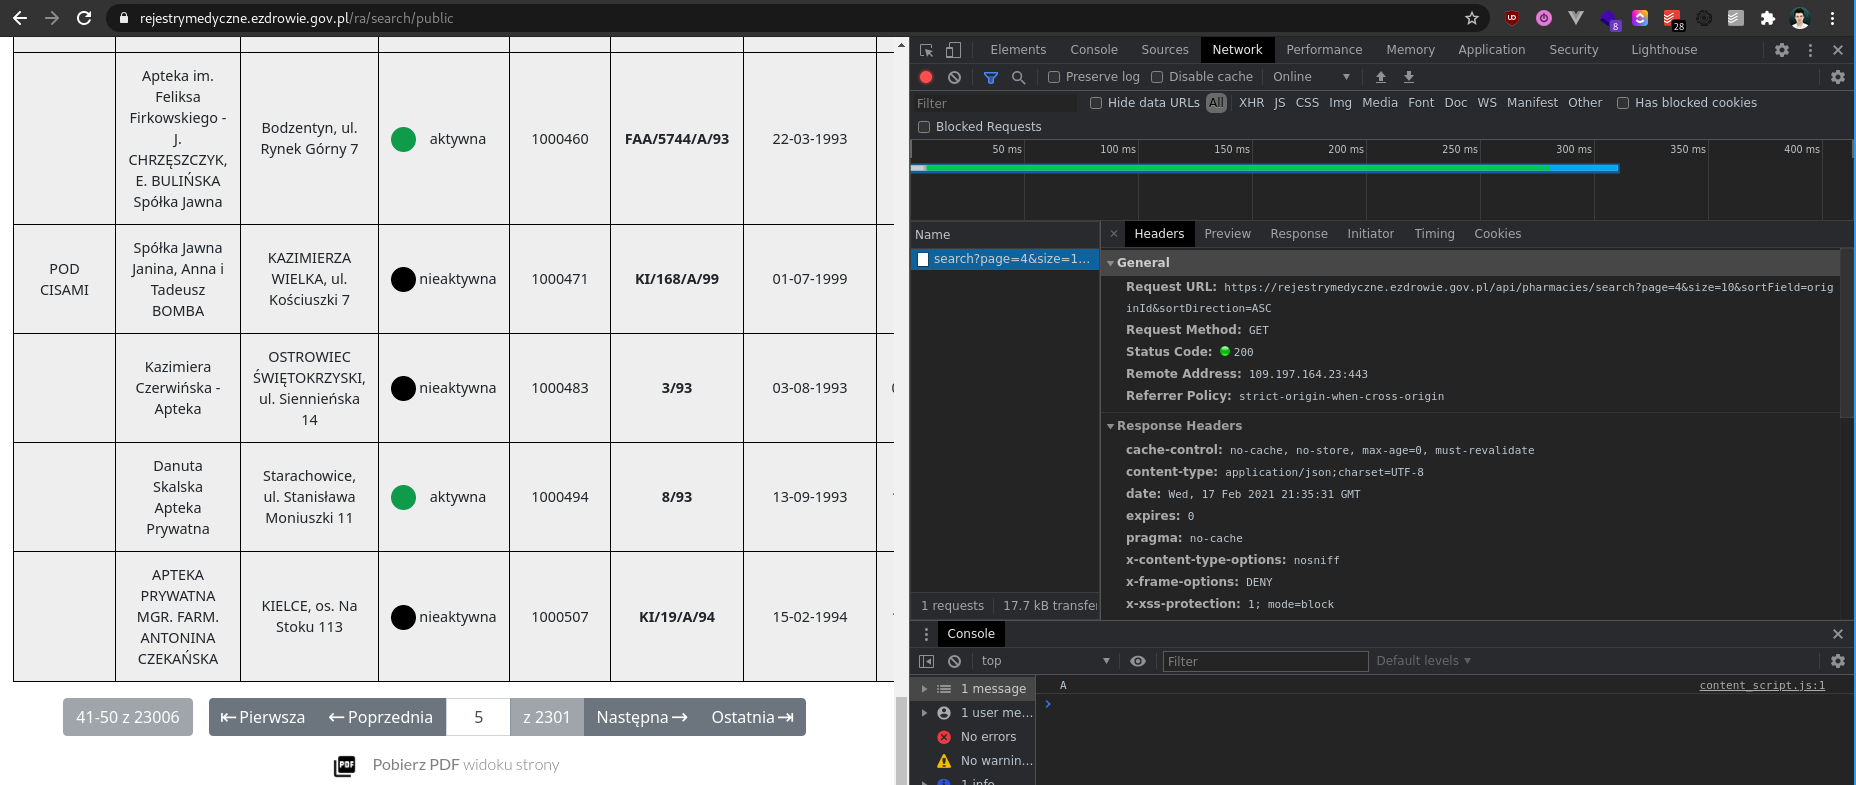 rejestrymedyczne.ezdrowie.gov.pl/ra/search/public
8
28
Apteka im.
Feliksa
Firkowskiego -
J.
CHRZĘSZCZYK,
E. BULIŃSKA
Spółka Jawna
Bodzentyn, ul.
Rynek Górny 7
aktywna
1000460
FAA/5744/A/93
22-03-1993
POD
CISAMI
Spółka Jawna
Janina, Anna i
Tadeusz
BOMBA
KAZIMIERZA
WIELKA, ul.
Kościuszki 7
nieaktywna
1000471
KI/168/A/99
01-07-1999
Kazimiera
Czerwińska -
Apteka
OSTROWIEC
ŚWIĘTOKRZYSKI,
ul. Siennieńska
14
nieaktywna
1000483
3/93
03-08-1993
Danuta
Skalska
Apteka
Prywatna
Starachowice,
ul. Stanisława
Moniuszki 11
aktywna
1000494
8/93
13-09-1993
APTEKA
PRYWATNA
MGR. FARM.
ANTONINA
CZEKAŃSKA
KIELCE, os. Na
Stoku 113
nieaktywna
1000507
KI/19/A/94
15-02-1994
41-50 z 23006
⇤Pierwsza
←Poprzednia
5
z 2301
Następna→
Ostatnia⇥
PDF
Pobierz PDF widoku strony
Elements Console Sources Network Performance Memory Application Security Lighthouse
Preserve log Disable cache Online
Filter Hide data URLs All XHR JS CSS Img Media Font Doc WS Manifest Other Has blocked cookies
Blocked Requests
50 ms 100 ms 150 ms 200 ms 250 ms 300 ms 350 ms 400 ms
Name
search?page=4&size=1...
1 requests 17.7 kB transfe
× Headers Preview Response Initiator Timing Cookies
General
Request URL: https://rejestrymedyczne.ezdrowie.gov.pl/api/pharmacies/search?page=4&size=10&sortField=orig
inId&sortDirection=ASC
Request Method: GET
Status Code: 200
Remote Address: 109.197.164.23:443
Referrer Policy: strict-origin-when-cross-origin
Response Headers
cache-control: no-cache, no-store, max-age=0, must-revalidate
content-type: application/json;charset=UTF-8
date: Wed, 17 Feb 2021 21:35:31 GMT
expires: 0
pragma: no-cache
x-content-type-options: nosniff
x-frame-options: DENY
x-xss-protection: 1; mode=block
Console
top Filter Default levels
1 message
1 user me...
No errors
No warnin...
1 info
A content_script.js:1